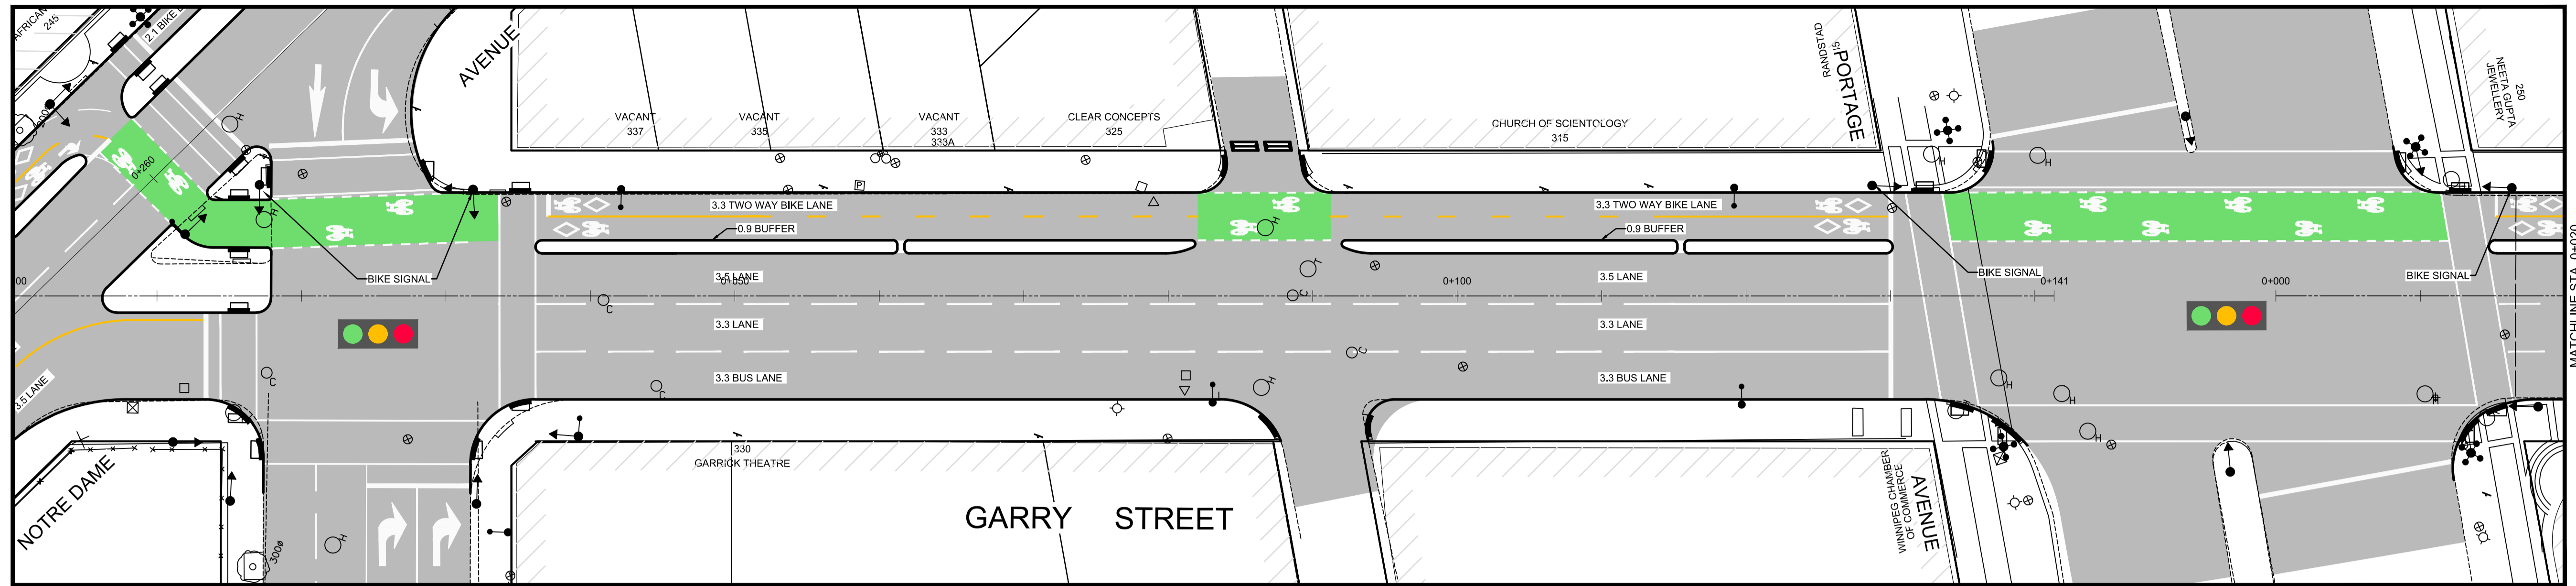 AFRICAN
245
2.1 BIKE
AVENUE
0+260
VACANT
337
VACANT
335
VACANT
333
333A
CLEAR CONCEPTS
325
CHURCH OF SCIENTOLOGY
315
RANDSTAD
PORTAGE
250
NEETA GUPTA
JEWELLERY
3.3 TWO WAY BIKE LANE
3.3 TWO WAY BIKE LANE
0.9 BUFFER
0.9 BUFFER
BIKE SIGNAL
BIKE SIGNAL
BIKE SIGNAL
3.5 LANE
0+050
3.5 LANE
0+100
0+141
0+000
3.3 LANE
3.3 LANE
3.3 BUS LANE
3.3 BUS LANE
3.5 LANE
MATCHLINE STA. 0+020
NOTRE DAME
300ø
330
GARRICK THEATRE
GARRY STREET
WINNIPEG CHAMBER
OF COMMERCE
AVENUE